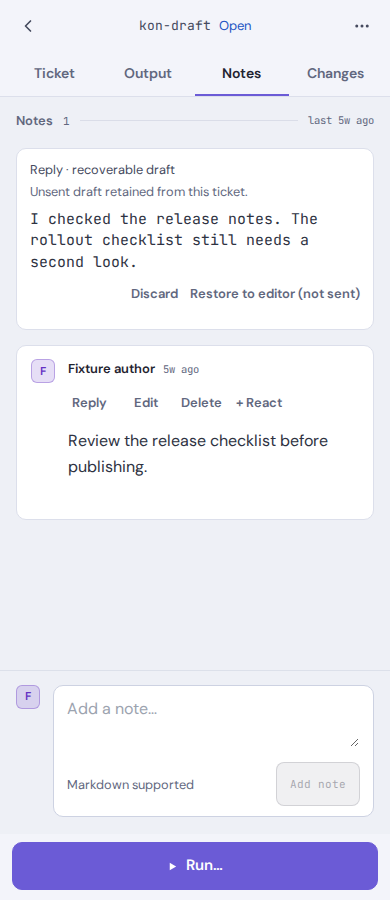 kon-draft Open
Ticket Output Notes Changes
Notes 1 last 5w ago
Reply · recoverable draft
Unsent draft retained from this ticket.
I checked the release notes. The
rollout checklist still needs a
second look.
Discard Restore to editor (not sent)
F Fixture author 5w ago
Reply Edit Delete + React
Review the release checklist before
publishing.
F Add a note…
Markdown supported Add note
Run…